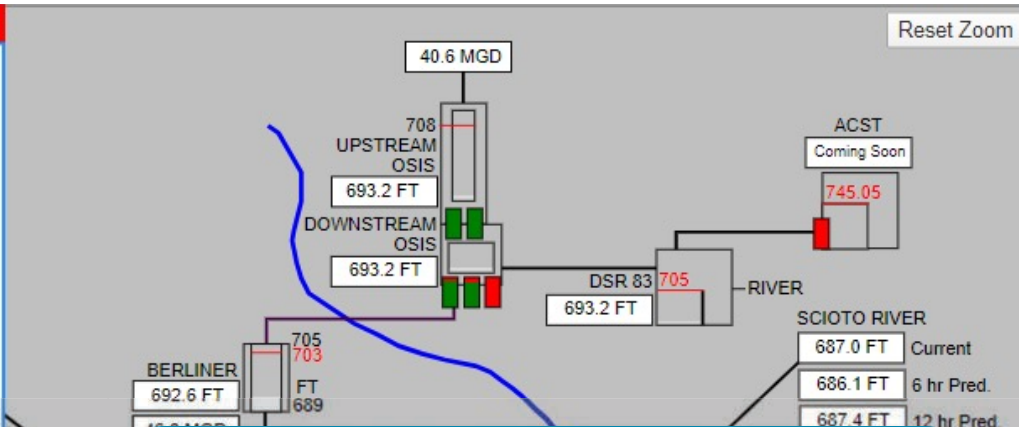 Reset Zoom
40.6 MGD
708
UPSTREAM
OSIS
693.2 FT
DOWNSTREAM
OSIS
693.2 FT
ACST
Coming Soon
745.05
DSR 83
705
693.2 FT
RIVER
SCIOTO RIVER
687.0 FT Current
686.1 FT 6 hr Pred.
687.4 FT 12 hr Pred.
705
703
BERLINER
692.6 FT
FT
689
MGD